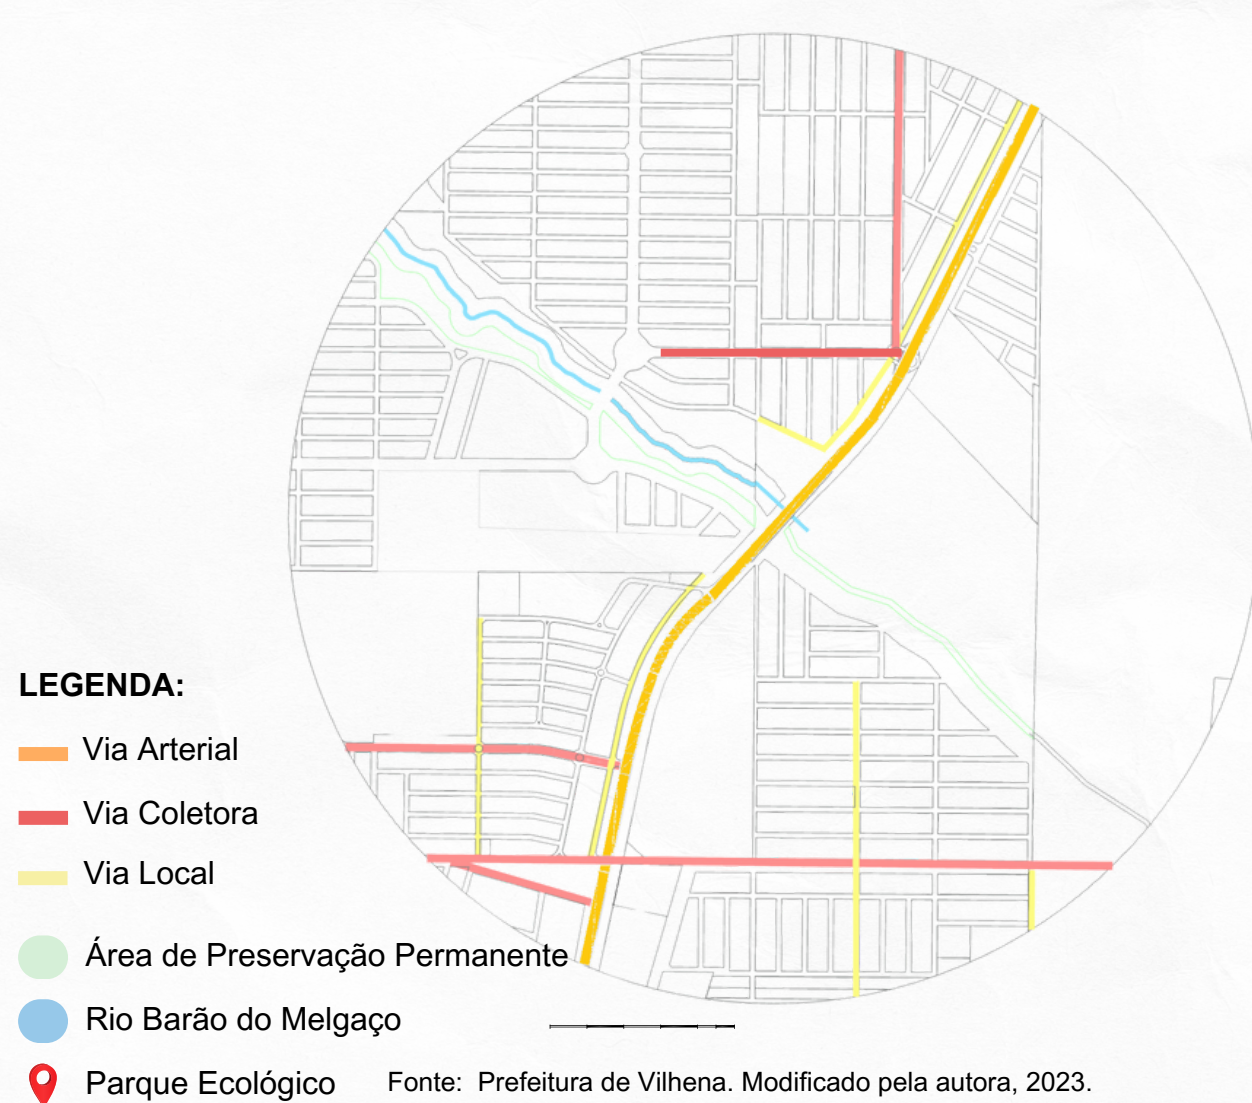 LEGENDA:
Via Arterial
Via Coletora
Via Local
Área de Preservação Permanente
Rio Barão do Melgaço
Parque Ecológico
Fonte: Prefeitura de Vilhena. Modificado pela autora, 2023.